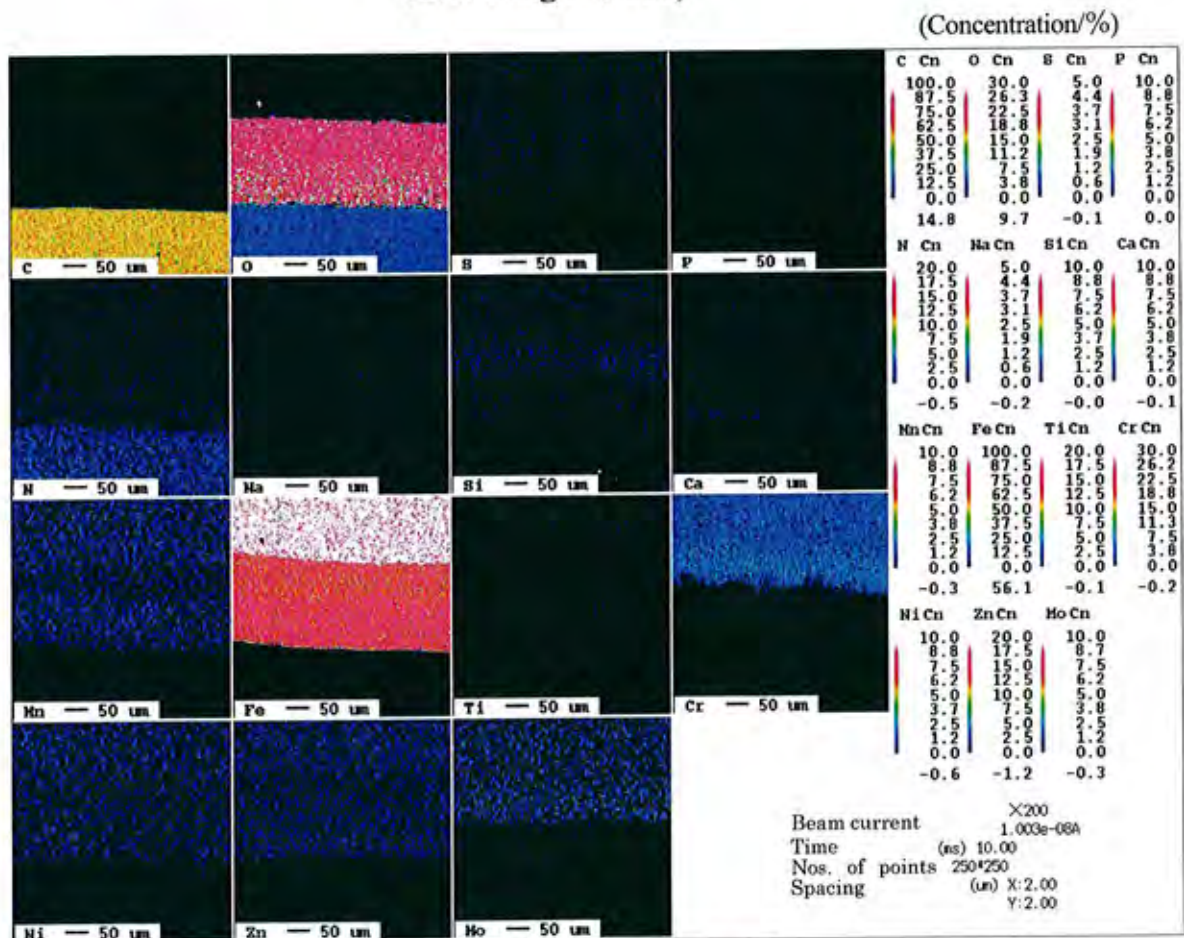 (Concentration/%)
C Cn O Cn S Cn P Cn
100.0 30.0 5.0 10.0
87.5 26.3 4.4 8.8
75.0 22.5 3.7 7.5
62.5 18.8 3.1 6.2
50.0 15.0 2.5 5.0
37.5 11.2 1.9 3.8
25.0 7.5 1.2 2.5
12.5 3.8 0.6 1.2
0.0 0.0 0.0 0.0
14.8 9.7 -0.1 0.0
C 50 um O 50 um S 50 um P 50 um
N Cn Na Cn Si Cn Ca Cn
20.0 5.0 10.0 10.0
17.5 4.4 8.8 8.8
15.0 3.7 7.5 7.5
12.5 3.1 6.2 6.2
10.0 2.5 5.0 5.0
7.5 1.9 3.7 3.8
5.0 1.2 2.5 2.5
2.5 0.6 1.2 1.2
0.0 0.0 0.0 0.0
-0.5 -0.2 -0.0 -0.1
N 50 um Na 50 um Si 50 um Ca 50 um
Mn Cn Fe Cn Ti Cn Cr Cn
10.0 100.0 20.0 30.0
8.8 87.5 17.5 26.2
7.5 75.0 15.0 22.5
6.2 62.5 12.5 18.8
5.0 50.0 10.0 15.0
3.8 37.5 7.5 11.3
2.5 25.0 5.0 7.5
1.2 12.5 2.5 3.8
0.0 0.0 0.0 0.0
-0.3 56.1 -0.1 -0.2
Mn 50 um Fe 50 um Ti 50 um Cr 50 um
Ni Cn Zn Cn Mo Cn
10.0 20.0 10.0
8.8 17.5 8.7
7.5 15.0 7.5
6.2 12.5 6.2
5.0 10.0 5.0
3.7 7.5 3.8
2.5 5.0 2.5
1.2 2.5 1.2
0.0 0.0 0.0
-0.6 -1.2 -0.3
Ni 50 um Zn 50 um Mo 50 um
×200
Beam current 1.003e-08A
Time (ms) 10.00
Nos. of points 250*250
Spacing (um) X:2.00
Y:2.00